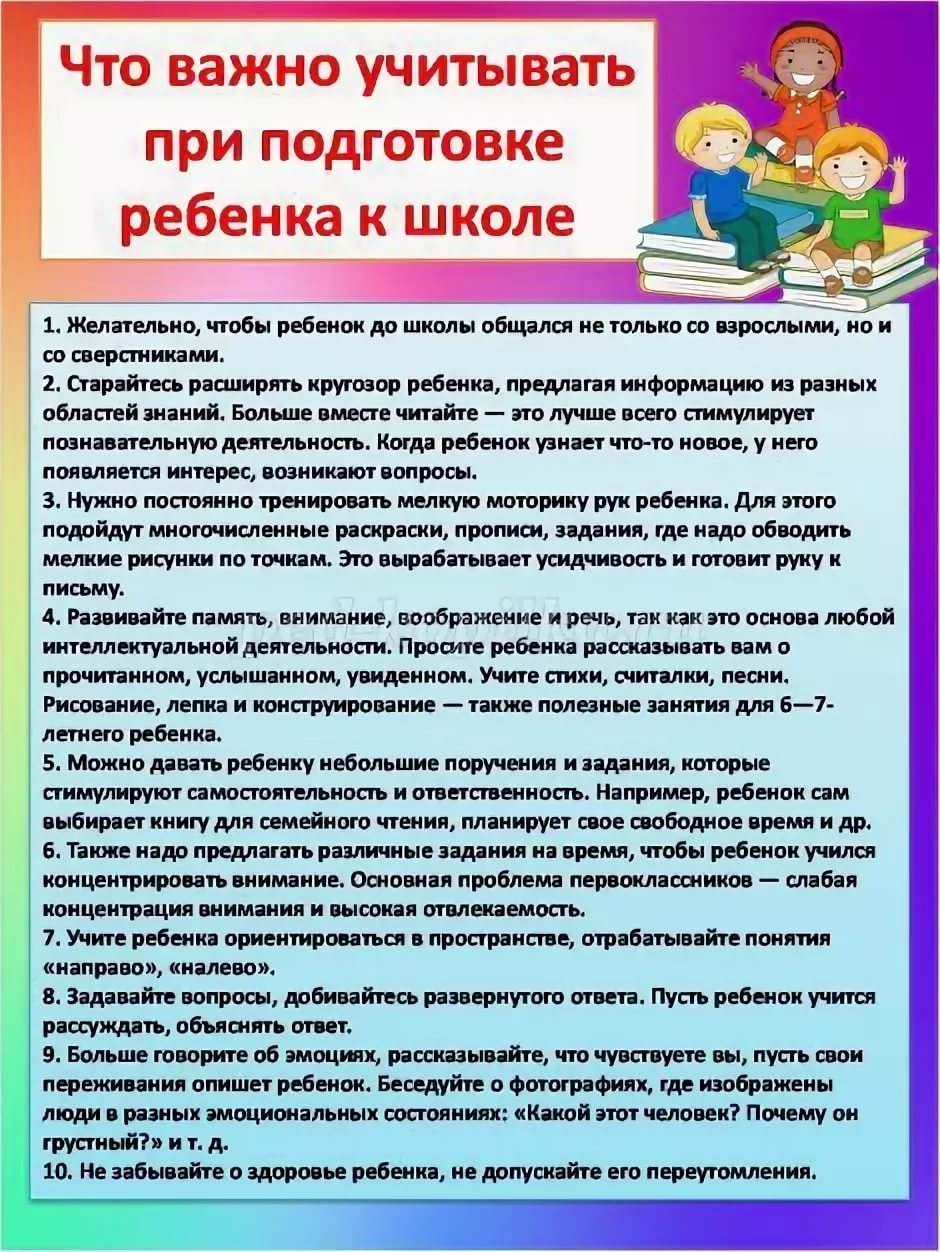 Что важно учитывать
при подготовке
ребенка к школе
1. Желательно, чтобы ребенок до школы общался не только со взрослыми, но и
со сверстниками.
2. Старайтесь расширять кругозор ребенка, предлагая информацию из разных
областей знаний. Больше вместе читайте — это лучше всего стимулирует
познавательную деятельность. Когда ребенок узнает что-то новое, у него
появляется интерес, возникают вопросы.
3. Нужно постоянно тренировать мелкую моторику рук ребенка. Для этого
подойдут многочисленные раскраски, прописи, задания, где надо обводить
мелкие рисунки по точкам. Это вырабатывает усидчивость и готовит руку к
письму.
4. Развивайте память, внимание, воображение и речь, так как это основа любой
интеллектуальной деятельности. Просите ребенка рассказывать вам о
прочитанном, услышанном, увиденном. Учите стихи, считалки, песни.
Рисование, лепка и конструирование — также полезные занятия для 6—7-
летнего ребенка.
5. Можно давать ребенку небольшие поручения и задания, которые
стимулируют самостоятельность и ответственность. Например, ребенок сам
выбирает книгу для семейного чтения, планирует свое свободное время и др.
6. Также надо предлагать различные задания на время, чтобы ребенок учился
концентрировать внимание. Основная проблема первоклассников — слабая
концентрация внимания и высокая отвлекаемость.
7. Учите ребенка ориентироваться в пространстве, отрабатывайте понятия
«направо», «налево».
8. Задавайте вопросы, добивайтесь развернутого ответа. Пусть ребенок учится
рассуждать, объяснять ответ.
9. Больше говорите об эмоциях, рассказывайте, что чувствуете вы, пусть свои
переживания опишет ребенок. Беседуйте о фотографиях, где изображены
люди в разных эмоциональных состояниях: «Какой этот человек? Почему он
грустный?» и т. д.
10. Не забывайте о здоровье ребенка, не допускайте его переутомления.